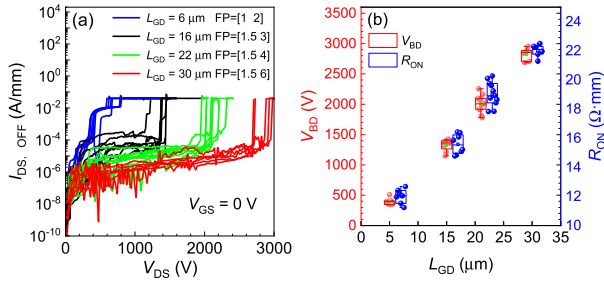 (a)
L_GD = 6 μm FP=[1 2]
L_GD = 16 μm FP=[1.5 3]
L_GD = 22 μm FP=[1.5 4]
L_GD = 30 μm FP=[1.5 6]
10^0
10^-2
10^-4
10^-6
10^-8
10^-10
I_DS, OFF (A/mm)
V_GS = 0 V
0 1000 2000 3000
V_DS (V)
(b)
V_BD
R_ON
3500
3000
2500
2000
1500
1000
500
0
V_BD (V)
24
22
20
18
16
14
12
10
R_ON (Ω·mm)
0 5 10 15 20 25 30 35
L_GD (μm)